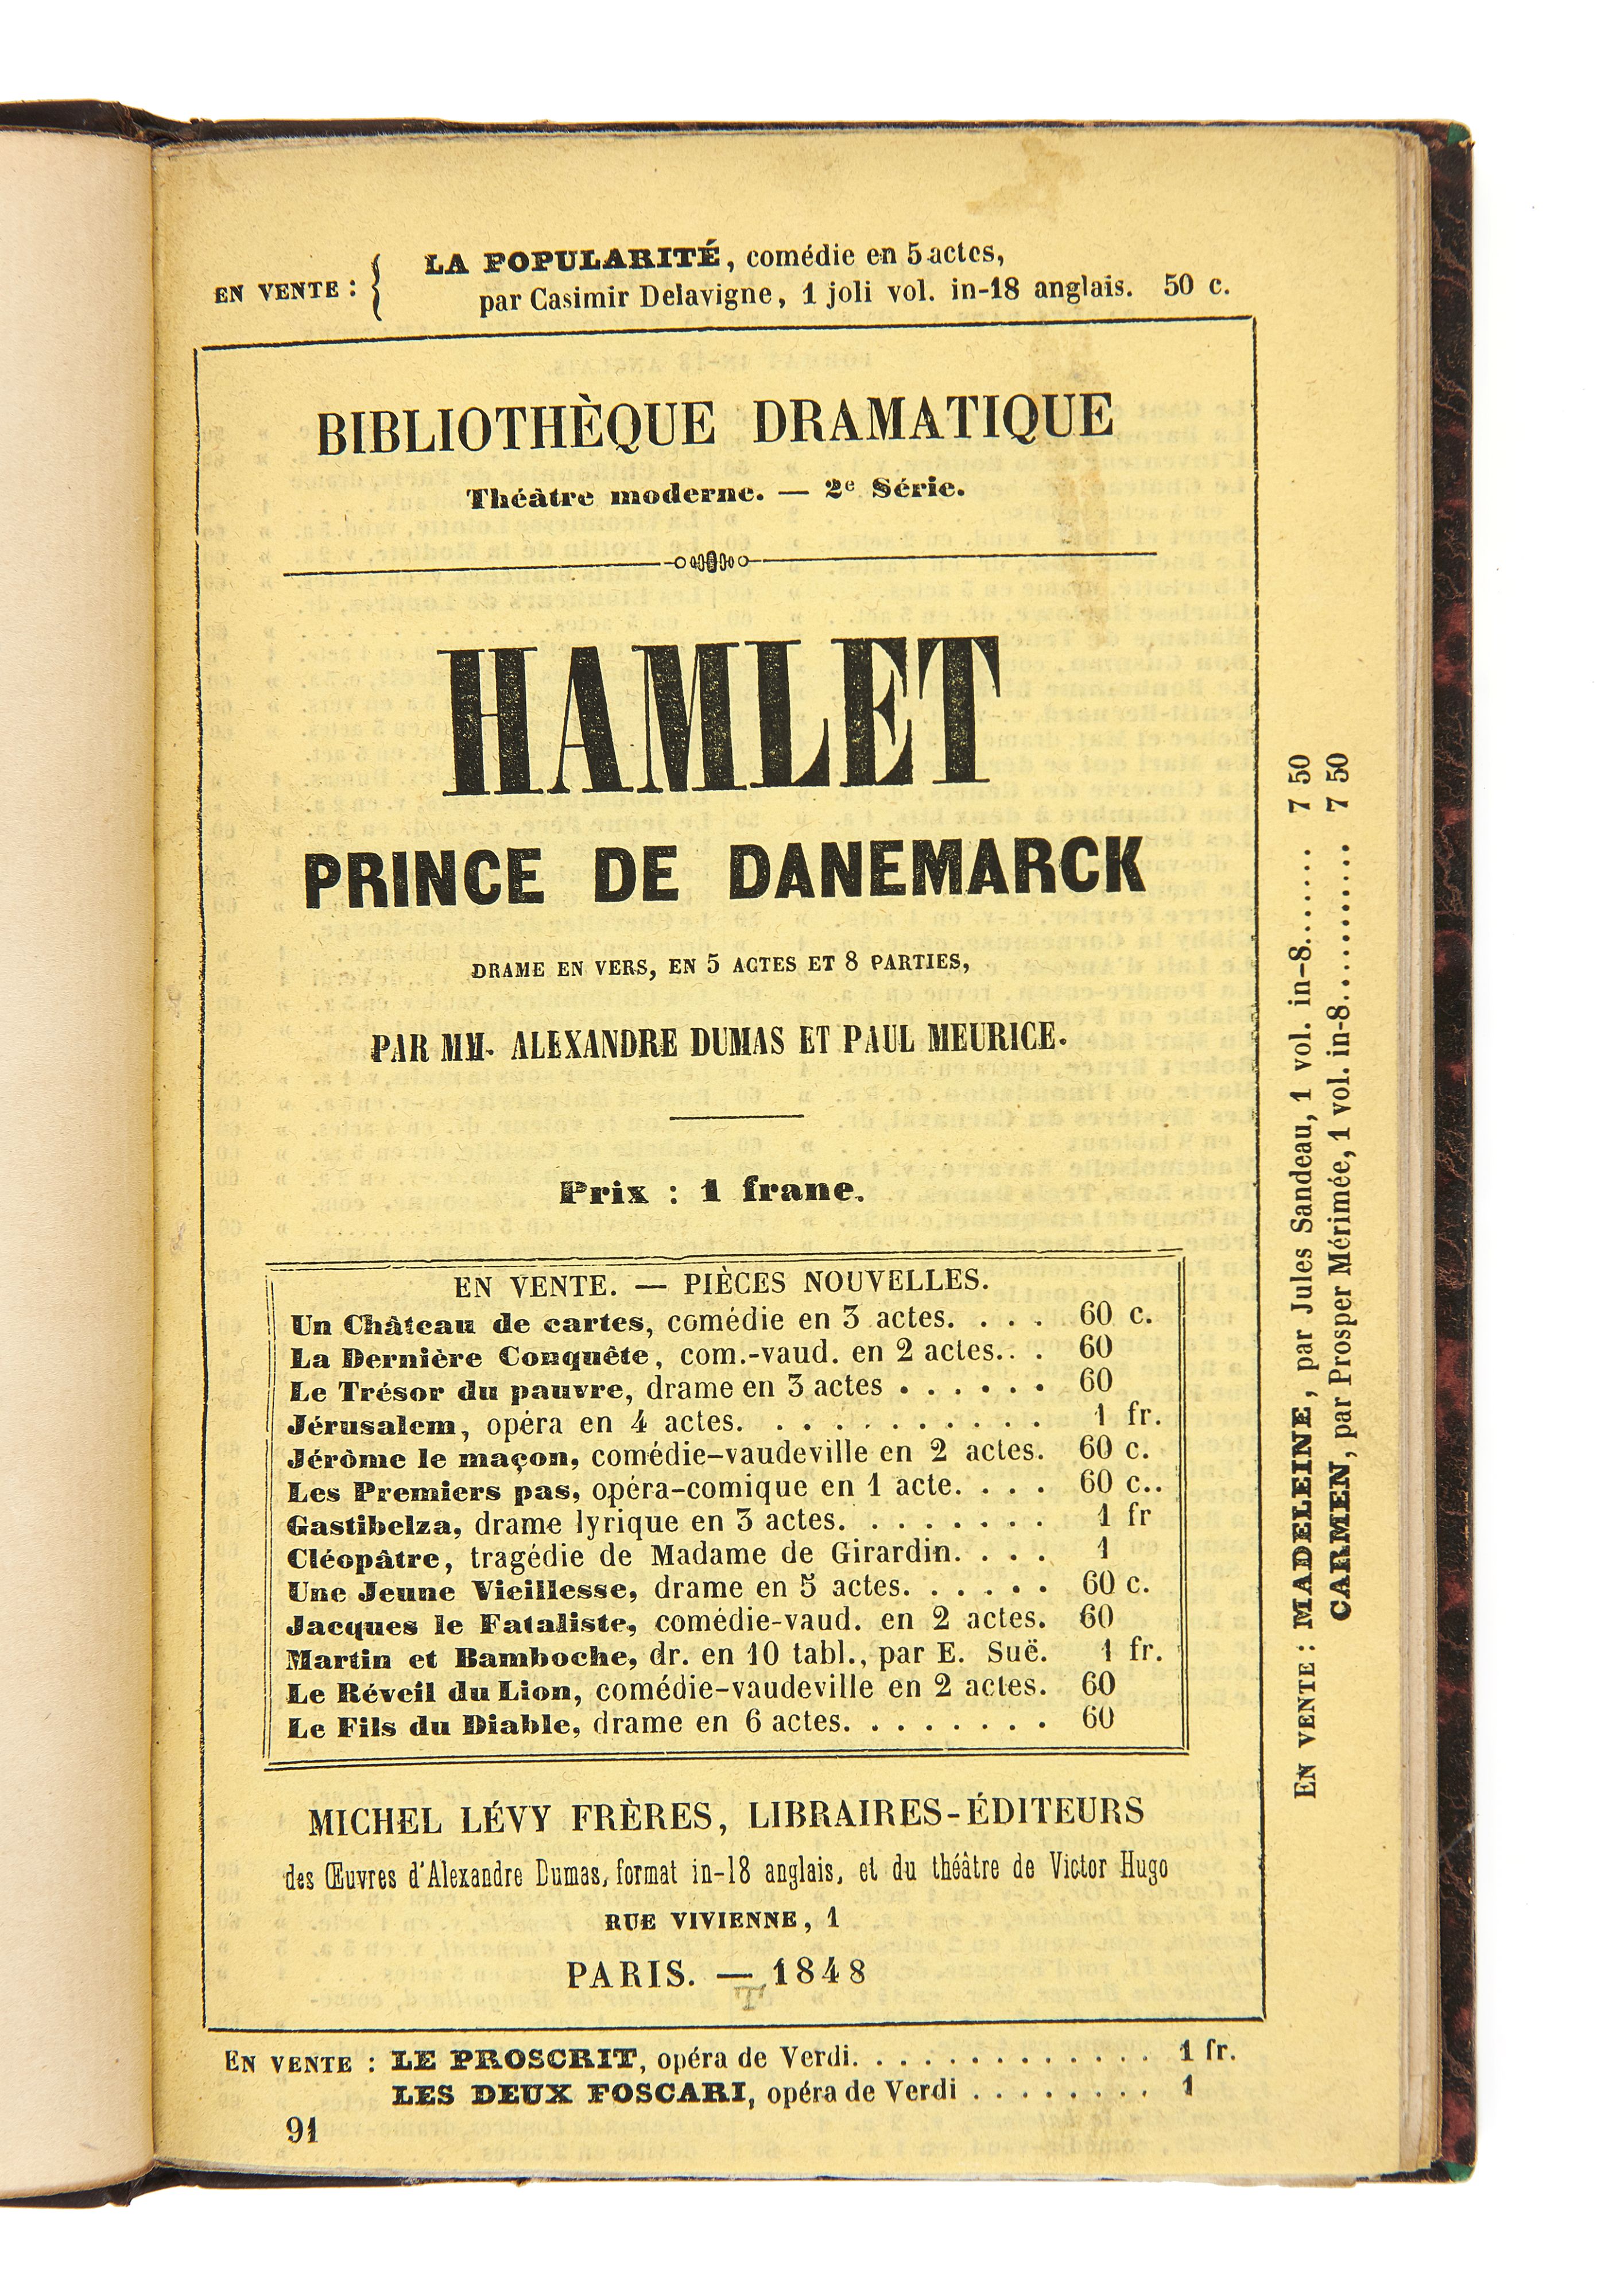 EN VENTE : { LA POPULARITÉ, comédie en 5 actes,
par Casimir Delavigne, 1 joli vol. in-18 anglais. 50 c.
BIBLIOTHÈQUE DRAMATIQUE
Théâtre moderne. — 2e Série.
HAMLET
PRINCE DE DANEMARCK
DRAME EN VERS, EN 5 ACTES ET 8 PARTIES,
PAR MM. ALEXANDRE DUMAS ET PAUL MEURICE.
Prix : 1 franc.
EN VENTE. — PIÈCES NOUVELLES.
Un Château de cartes, comédie en 3 actes. . . . 60 c.
La Dernière Conquête, com.-vaud. en 2 actes.. . 60
Le Trésor du pauvre, drame en 3 actes . . . . . . 60
Jérusalem, opéra en 4 actes. . . . . . . . . . . 1 fr.
Jérôme le maçon, comédie-vaudeville en 2 actes. 60 c.
Les Premiers pas, opéra-comique en 1 acte. . . . 60 c..
Gastibelza, drame lyrique en 3 actes. . . . . . . . 1 fr
Cléopâtre, tragédie de Madame de Girardin. . . . 1
Une Jeune Vieillesse, drame en 5 actes. . . . . . 60 c.
Jacques le Fataliste, comédie-vaud. en 2 actes. 60
Martin et Bamboche, dr. en 10 tabl., par E. Suë. 1 fr.
Le Réveil du Lion, comédie-vaudeville en 2 actes. 60
Le Fils du Diable, drame en 6 actes. . . . . . . . 60
MICHEL LÉVY FRÈRES, LIBRAIRES-ÉDITEURS
des Œuvres d'Alexandre Dumas, format in-18 anglais, et du théâtre de Victor Hugo
RUE VIVIENNE, 1
PARIS. — 1848
T
EN VENTE : LE PROSCRIT, opéra de Verdi. . . . . . . . . . . . . 1 fr.
LES DEUX FOSCARI, opéra de Verdi . . . . . . . . 1
91
EN VENTE : MADELEINE, par Jules Sandeau, 1 vol. in-8....... 7 50
CARMEN, par Prosper Mérimée, 1 vol. in-8........... 7 50